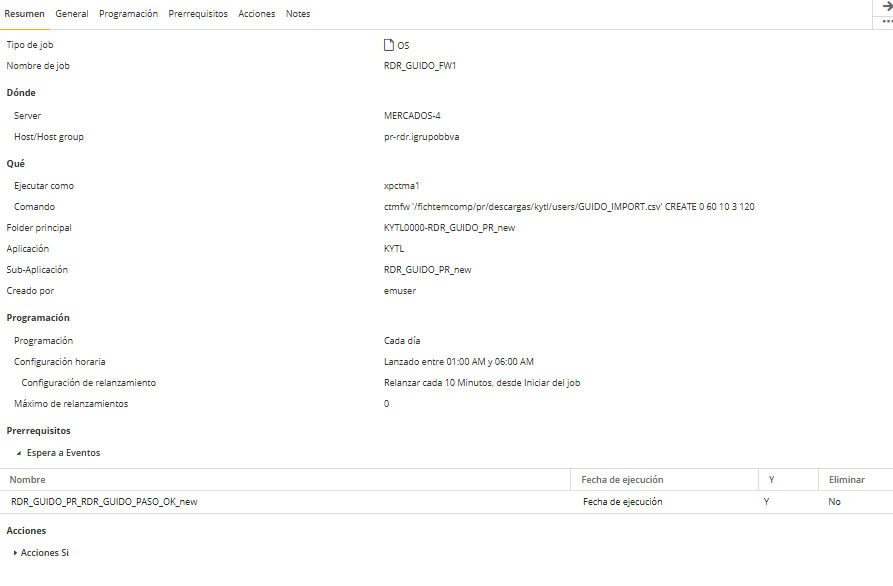 Resumen General Programación Prerrequisitos Acciones Notes
Tipo de job OS
Nombre de job RDR_GUIDO_FW1
Dónde
Server MERCADOS-4
Host/Host group pr-rdr.igrupobbva
Qué
Ejecutar como xpctma1
Comando ctmfw '/fichtemcomp/pr/descargas/kytl/users/GUIDO_IMPORT.csv' CREATE 0 60 10 3 120
Folder principal KYTL0000-RDR_GUIDO_PR_new
Aplicación KYTL
Sub-Aplicación RDR_GUIDO_PR_new
Creado por emuser
Programación
Programación Cada día
Configuración horaria Lanzado entre 01:00 AM y 06:00 AM
Configuración de relanzamiento Relanzar cada 10 Minutos, desde Iniciar del job
Máximo de relanzamientos 0
Prerrequisitos
Espera a Eventos
Nombre Fecha de ejecución Y Eliminar
RDR_GUIDO_PR_RDR_GUIDO_PASO_OK_new Fecha de ejecución Y No
Acciones
Acciones Si